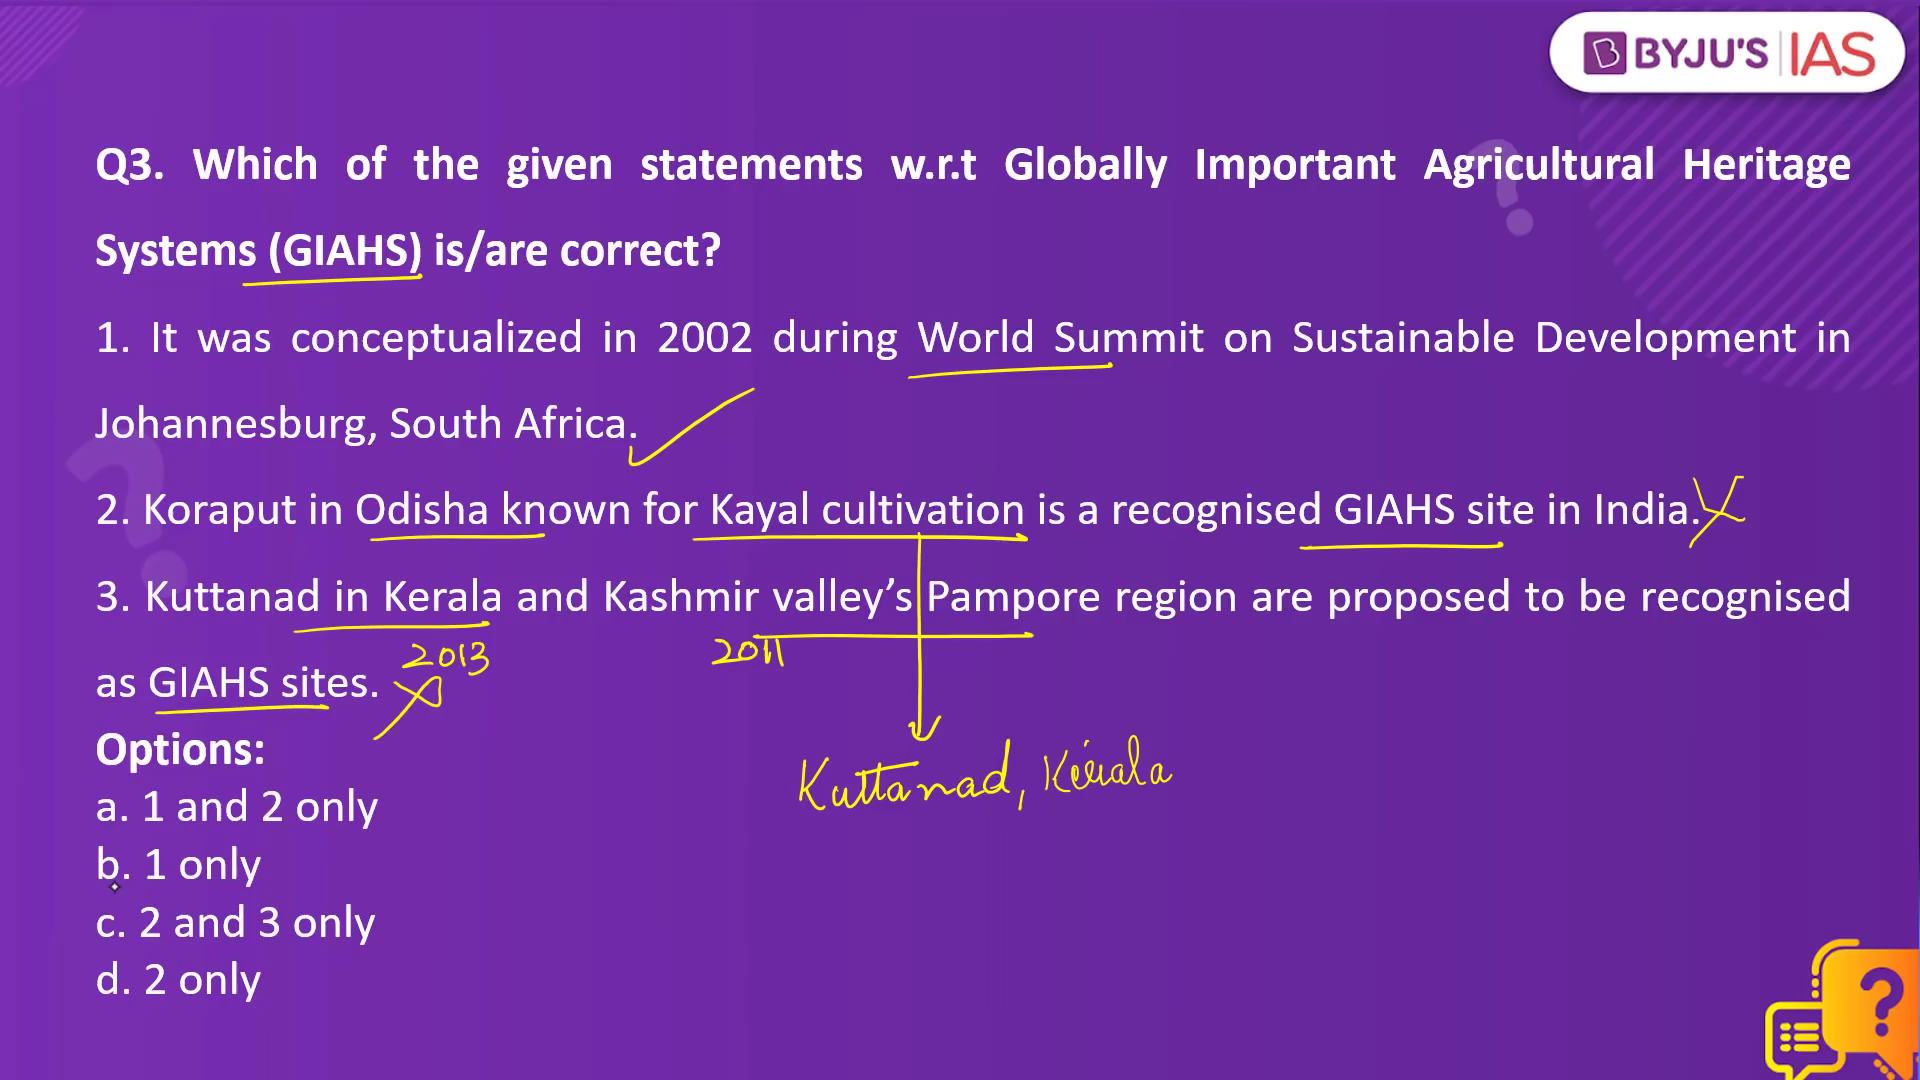 BYJU'S IAS
Q3. Which of the given statements w.r.t Globally Important Agricultural Heritage
Systems (GIAHS) is/are correct?
1. It was conceptualized in 2002 during World Summit on Sustainable Development in
Johannesburg, South Africa.
2. Koraput in Odisha known for Kayal cultivation is a recognised GIAHS site in India.
3. Kuttanad in Kerala and Kashmir valley’s Pampore region are proposed to be recognised
2013 2011
as GIAHS sites.
Options:
Kuttanad, Kerala
a. 1 and 2 only
b. 1 only
c. 2 and 3 only
d. 2 only